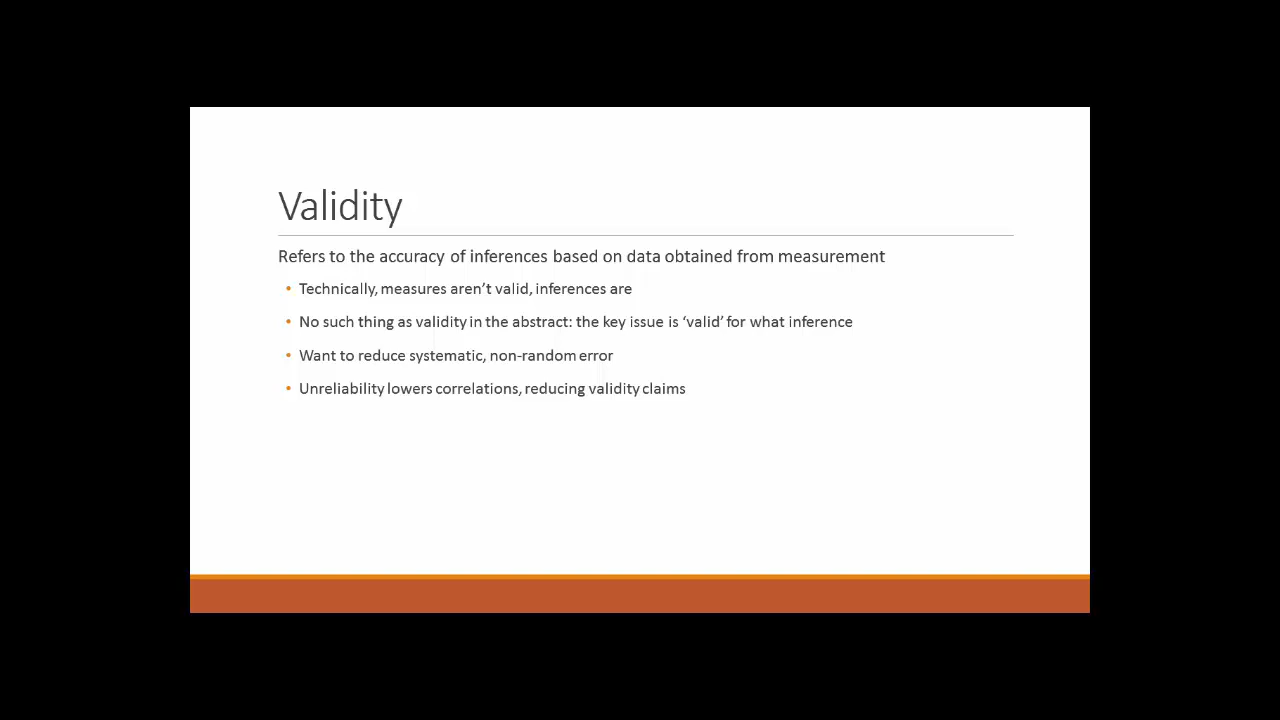 Validity
Refers to the accuracy of inferences based on data obtained from measurement
• Technically, measures aren’t valid, inferences are
• No such thing as validity in the abstract: the key issue is ‘valid’ for what inference
• Want to reduce systematic, non-random error
• Unreliability lowers correlations, reducing validity claims